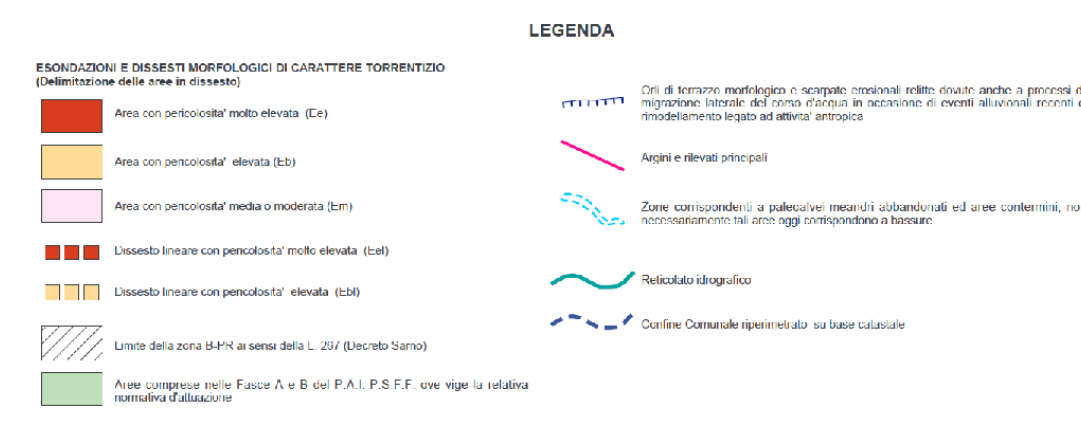 LEGENDA
ESONDAZIONI E DISSESTI MORFOLOGICI DI CARATTERE TORRENTIZIO
(Delimitazione delle aree in dissesto)
Area con pericolosita' molto elevata (Ee)
Area con pericolosita' elevata (Eb)
Area con pericolosita' media o moderata (Em)
Dissesto lineare con pericolosita' molto elevata (Eel)
Dissesto lineare con pericolosita' elevata (Ebl)
Limite della zona B-PR ai sensi della L. 267 (Decreto Sarno)
Aree comprese nelle Fasce A e B del P.A.I. P.S.F.F. ove vige la relativa
normativa d'attuazione
Orli di terrazzo morfologico e scarpate erosionali relitte dovute anche a processi d
migrazione laterale del corso d'acqua in occasione di eventi alluvionali recenti
rimodellamento legato ad attivita' antropica
Argini e rilevati principali
Zone corrispondenti a paleoalvei meandri abbandonati ed aree contermini, no
necessariamente tali aree oggi corrispondono a bassure
Reticolato idrografico
Confine Comunale riperimetrato su base catastale